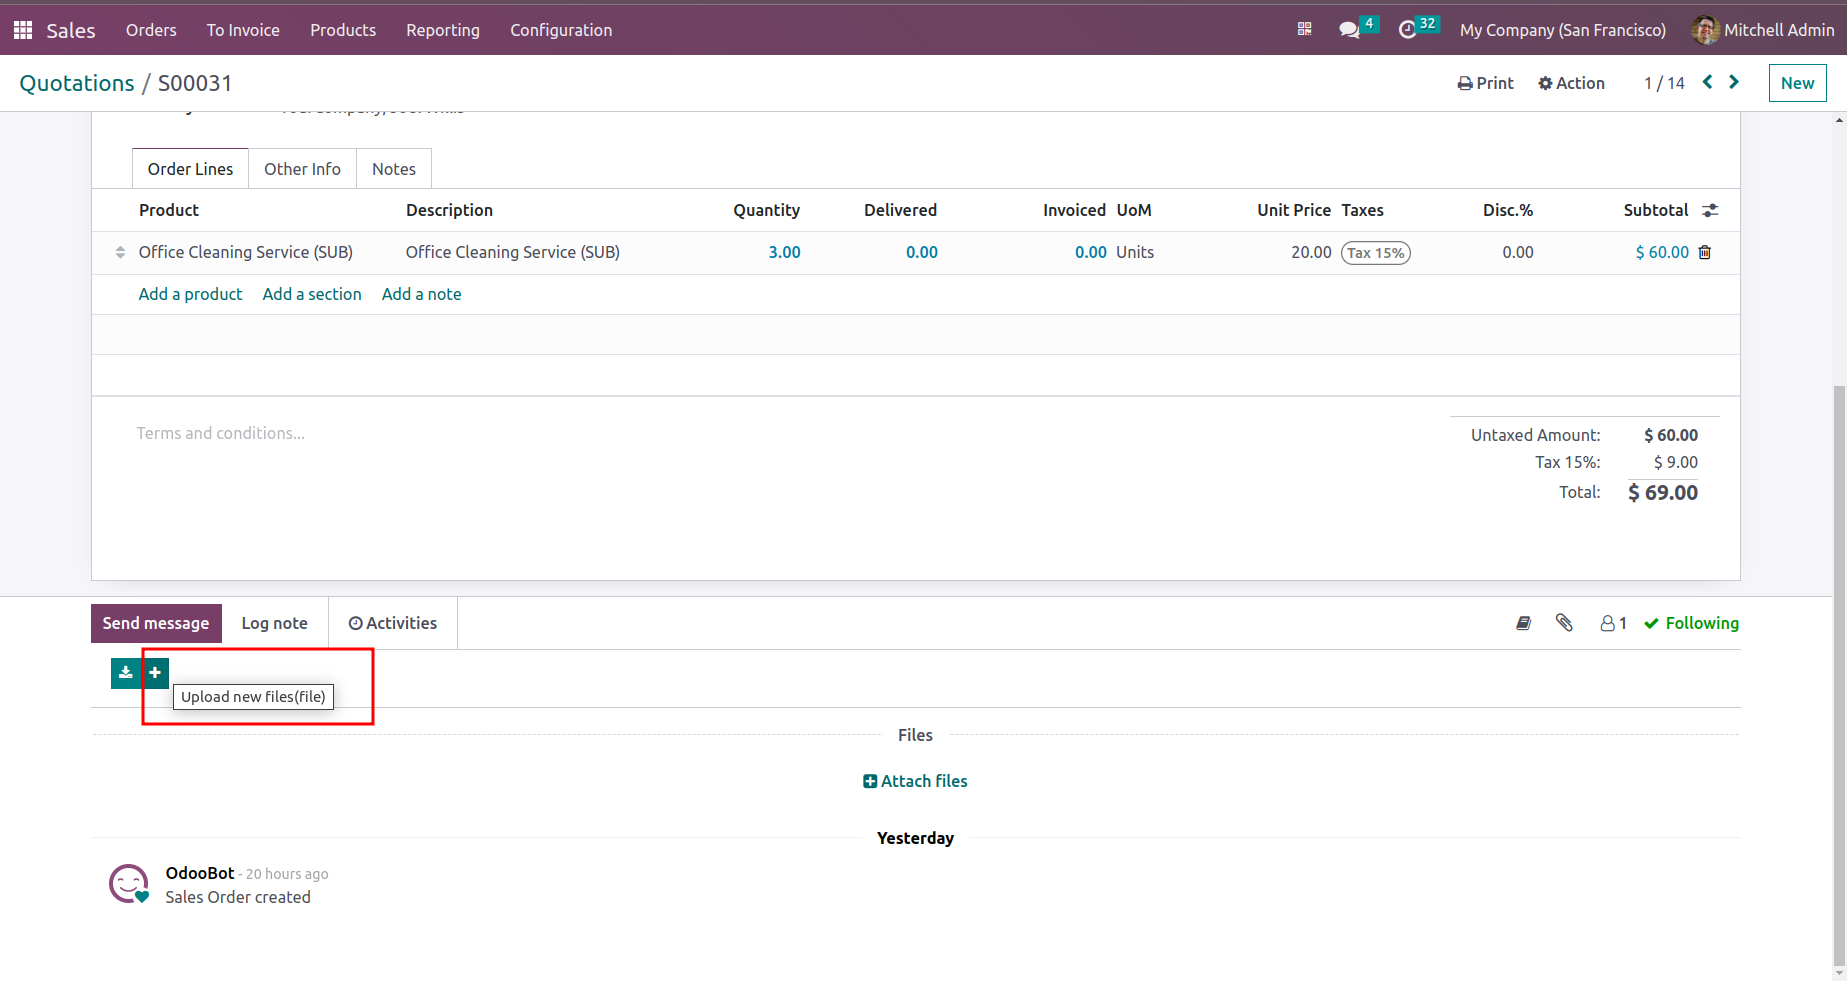 Sales Orders To Invoice Products Reporting Configuration 4 32 My Company (San Francisco) Mitchell Admin
Quotations / S00031 Print Action 1 / 14 New
Order Lines Other Info Notes
Product Description Quantity Delivered Invoiced UoM Unit Price Taxes Disc.% Subtotal
Office Cleaning Service (SUB) Office Cleaning Service (SUB) 3.00 0.00 0.00 Units 20.00 Tax 15% 0.00 $ 60.00
Add a product Add a section Add a note
Terms and conditions...
Untaxed Amount: $ 60.00
Tax 15%: $ 9.00
Total: $ 69.00
Send message Log note Activities 1 Following
Upload new files(file)
Files
Attach files
Yesterday
OdooBot - 20 hours ago
Sales Order created